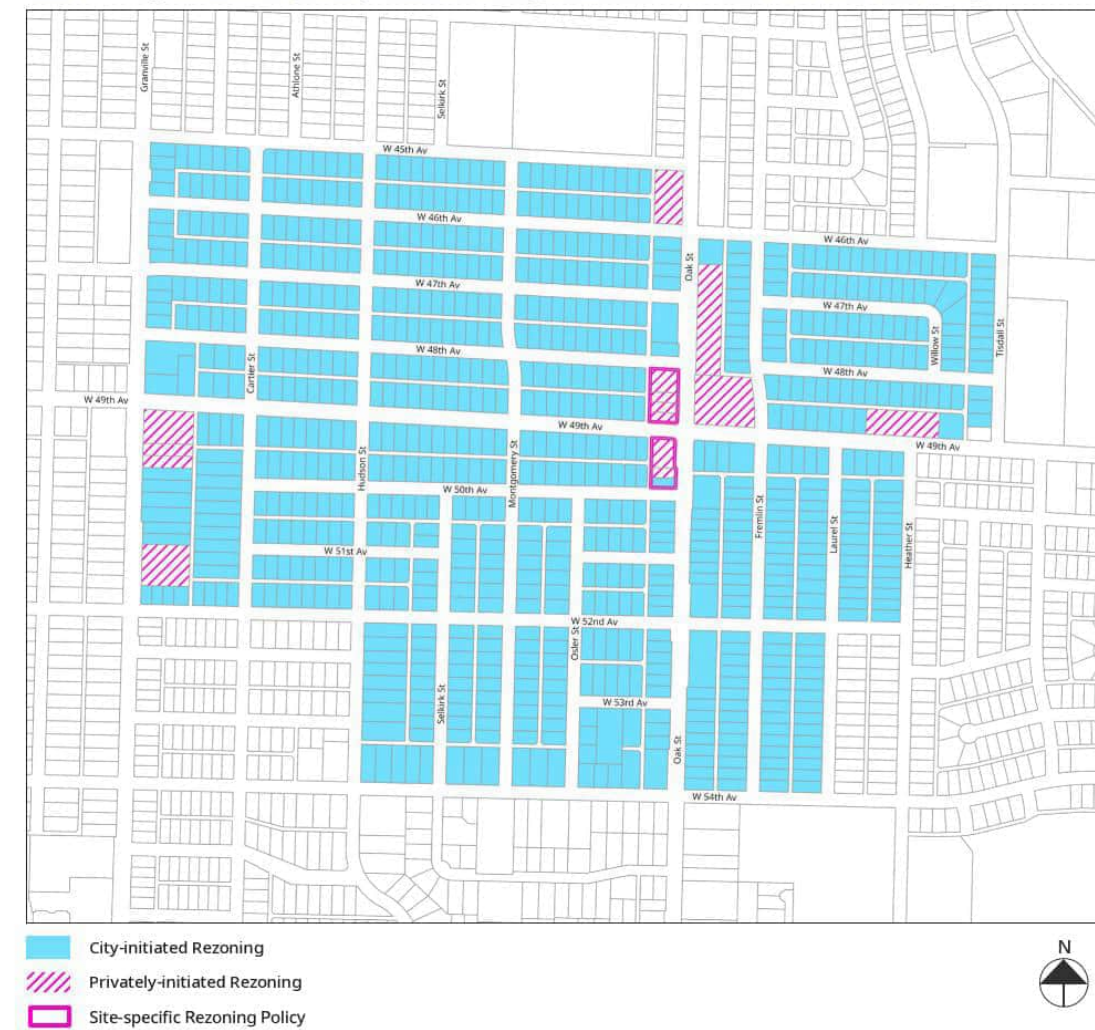 Granville St
Athlone St
Selkirk St
W 45th Av
W 46th Av
W 46th Av
Oak St
W 47th Av
W 47th Av
Willow St
Tisdall St
W 48th Av
Cartier St
W 48th Av
W 49th Av
W 49th Av
W 49th Av
Hudson St
Montgomery St
W 50th Av
Fremlin St
Laurel St
Heather St
W 51st Av
W 52nd Av
Osler St
Selkirk St
W 53rd Av
Oak St
W 54th Av
City-initiated Rezoning
N
Privately-initiated Rezoning
Site-specific Rezoning Policy